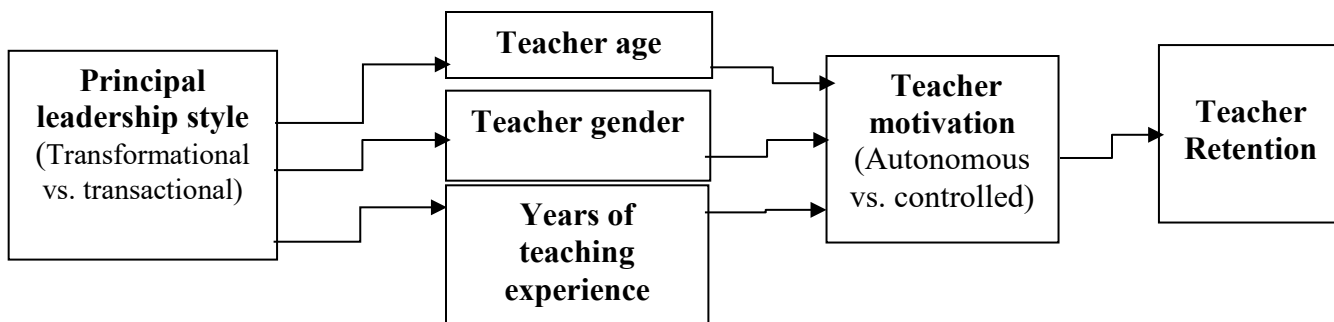 Principal
leadership style
(Transformational
vs. transactional)
Teacher age
Teacher gender
Years of
teaching
experience
Teacher
motivation
(Autonomous
vs. controlled)
Teacher
Retention